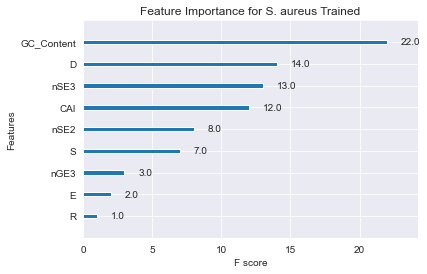 Feature Importance for S. aureus Trained
Features
GC_Content 22.0
D 14.0
nSE3 13.0
CAI 12.0
nSE2 8.0
S 7.0
nGE3 3.0
E 2.0
R 1.0
0 5 10 15 20
F score